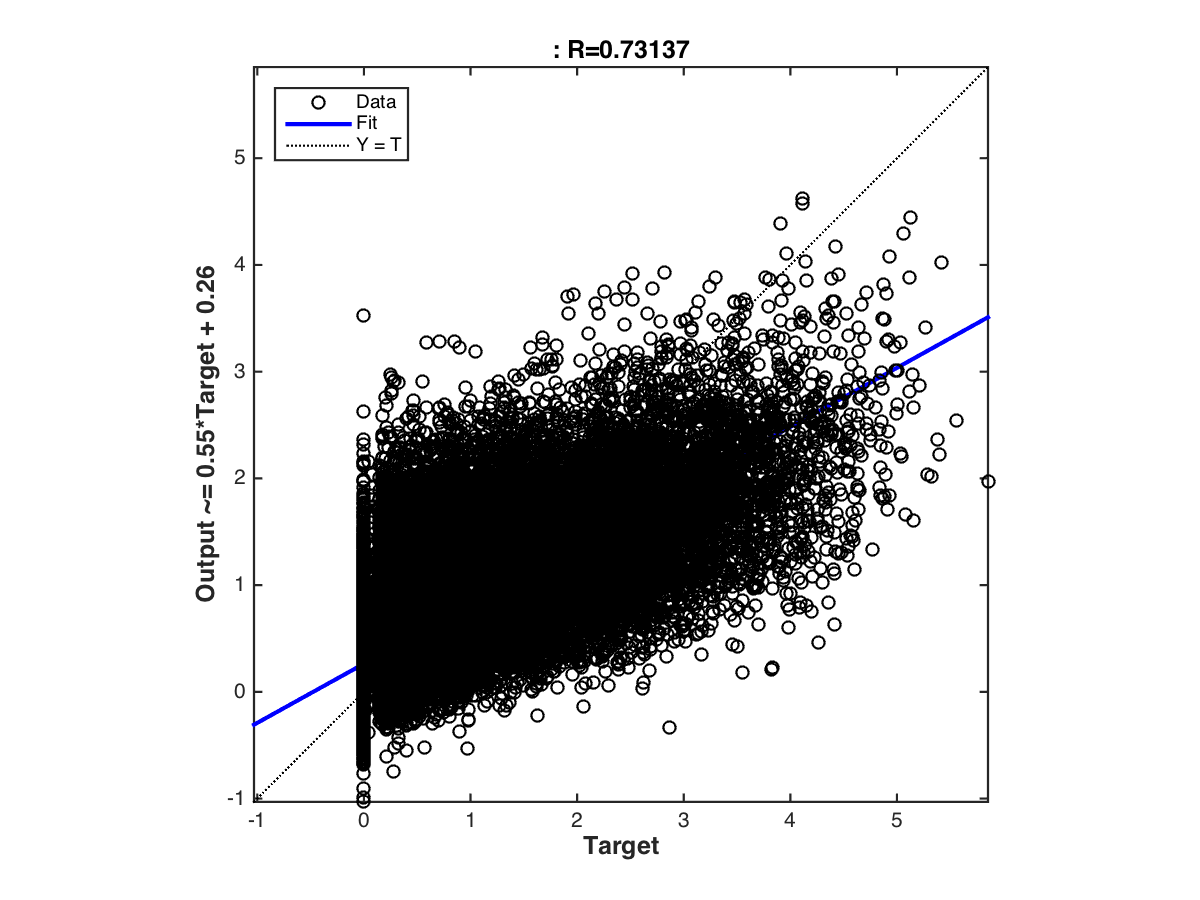 : R=0.73137
Data
Fit
Y = T
Output ~= 0.55*Target + 0.26
5
4
3
2
1
0
-1
-1 0 1 2 3 4 5
Target